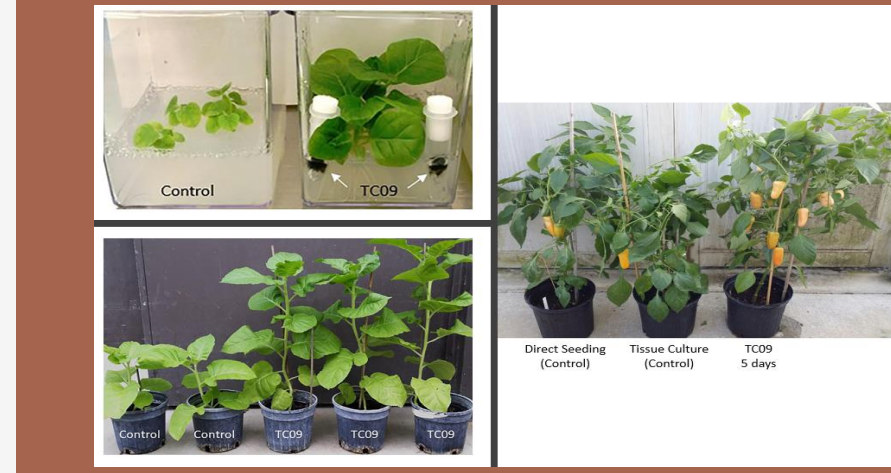 Control
TC09
Control
Control
TC09
TC09
TC09
Direct Seeding
(Control)
Tissue Culture
(Control)
TC09
5 days